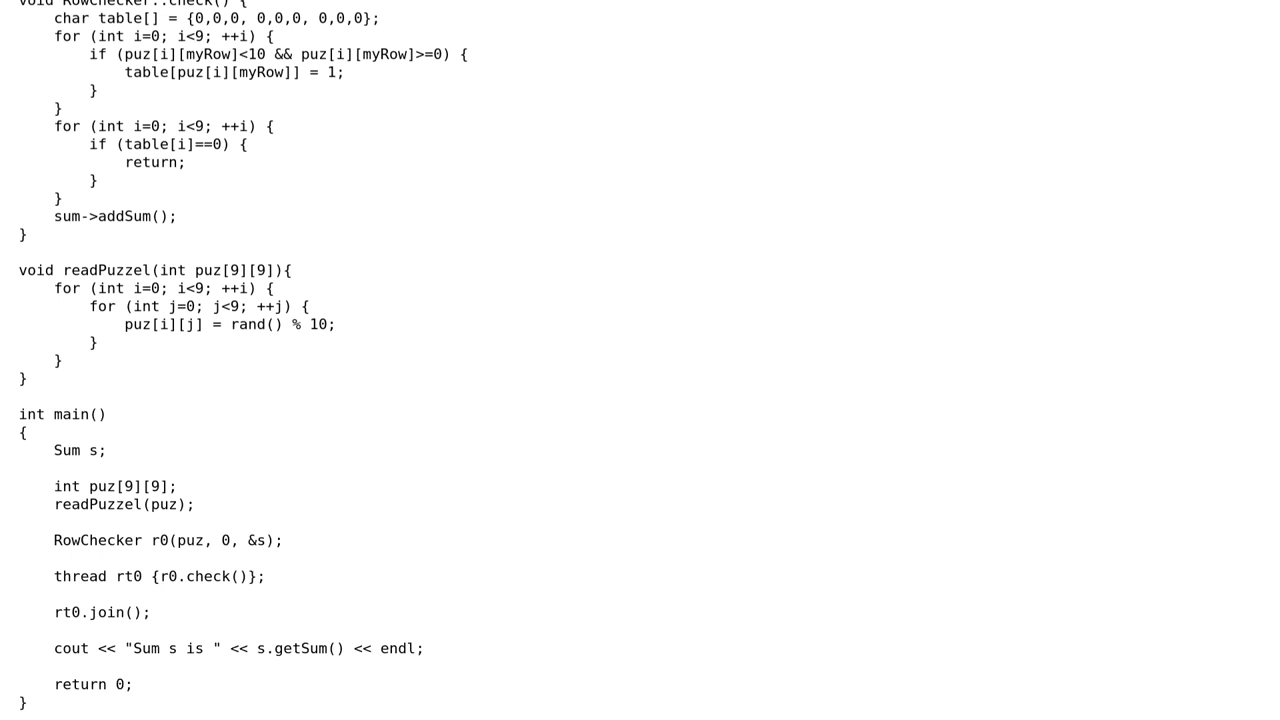 void RowChecker::check() {
    char table[] = {0,0,0, 0,0,0, 0,0,0};
    for (int i=0; i<9; ++i) {
        if (puz[i][myRow]<10 && puz[i][myRow]>=0) {
            table[puz[i][myRow]] = 1;
        }
    }
    for (int i=0; i<9; ++i) {
        if (table[i]==0) {
            return;
        }
    }
    sum->addSum();
}

void readPuzzel(int puz[9][9]){
    for (int i=0; i<9; ++i) {
        for (int j=0; j<9; ++j) {
            puz[i][j] = rand() % 10;
        }
    }
}

int main()
{
    Sum s;

    int puz[9][9];
    readPuzzel(puz);

    RowChecker r0(puz, 0, &s);

    thread rt0 {r0.check()};

    rt0.join();

    cout << "Sum s is " << s.getSum() << endl;

    return 0;
}